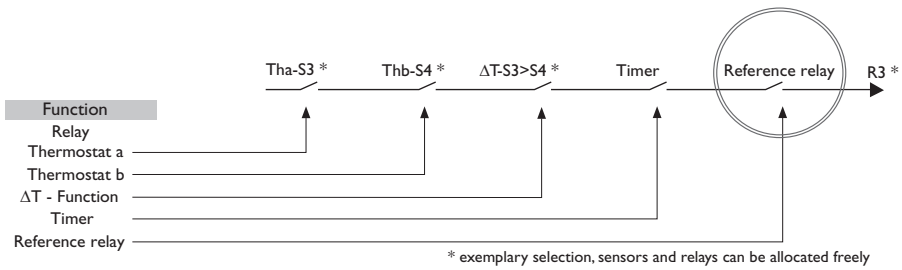 Tha-S3 * Thb-S4 * ΔT-S3>S4 * Timer Reference relay R3 *
Function
Relay
Thermostat a
Thermostat b
ΔT - Function
Timer
Reference relay
* exemplary selection, sensors and relays can be allocated freely